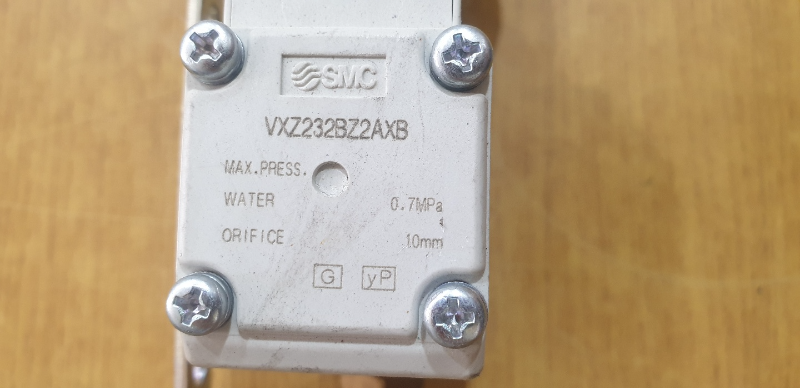 SMC
VXZ232BZ2AXB
MAX.PRESS.
WATER 0.7MPa
ORIFICE 10mm
G yP